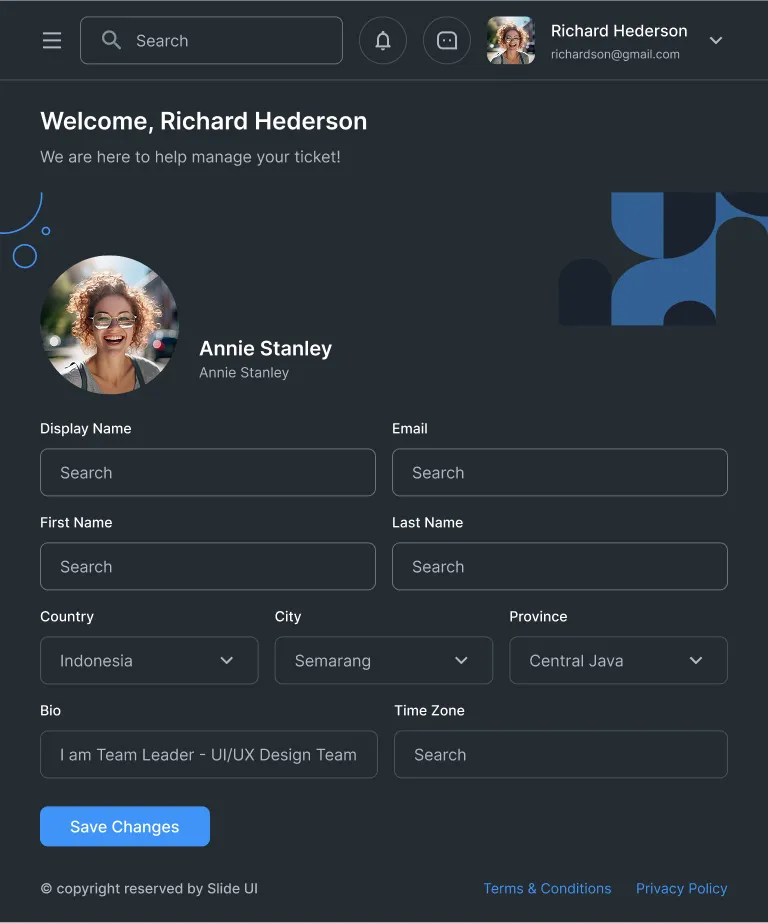 Search
Richard Hederson
richardson@gmail.com
Welcome, Richard Hederson
We are here to help manage your ticket!
Annie Stanley
Annie Stanley
Display Name
Email
Search
Search
First Name
Last Name
Search
Search
Country
City
Province
Indonesia
Semarang
Central Java
Bio
Time Zone
I am Team Leader - UI/UX Design Team
Search
Save Changes
© copyright reserved by Slide UI
Terms & Conditions
Privacy Policy